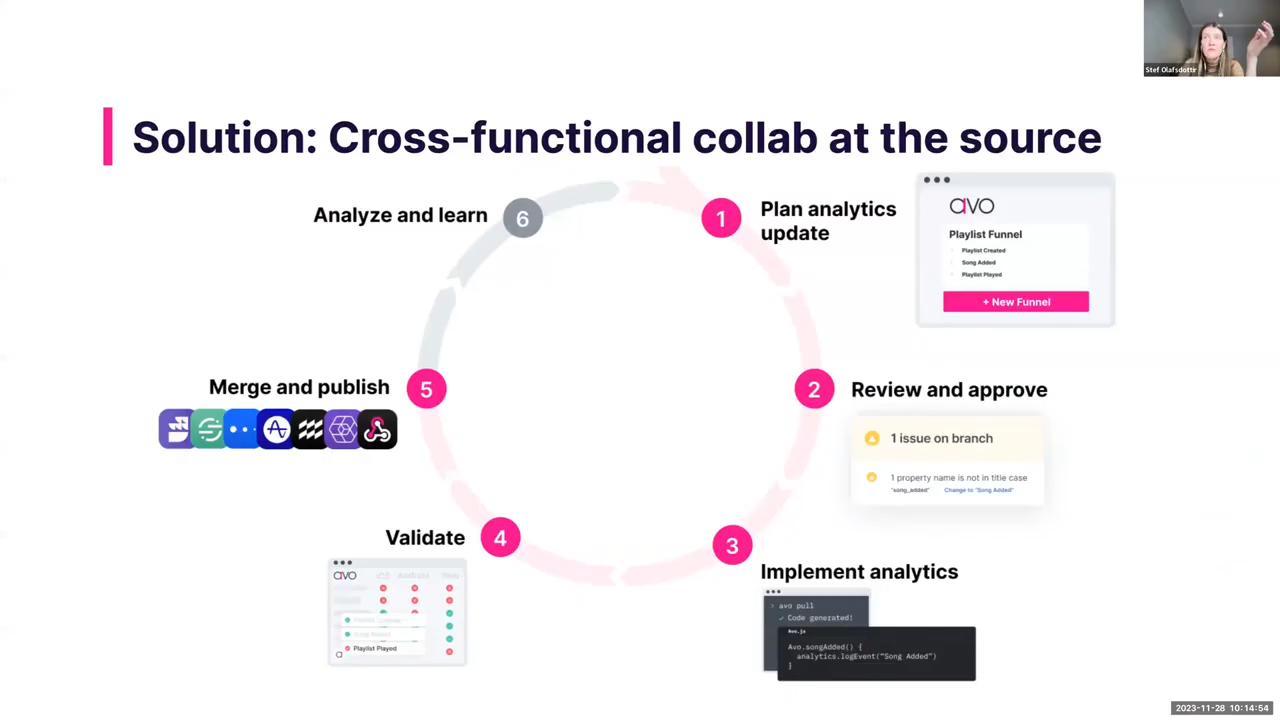 Stef Olafsdottir
Solution: Cross-functional collab at the source
1
Plan analytics
update
avo
Playlist Funnel
Playlist Created
Song Added
Playlist Played
+ New Funnel
2
Review and approve
1 issue on branch
1 property name is not in title case
"song_added" Change to "Song Added"
3
Implement analytics
> avo pull
✓ Code generated!
Avo.js
Avo.songAdded() {
analytics.logEvent("Song Added")
}
4
Validate
avo
Playlist Played
5
Merge and publish
6
Analyze and learn
2023-11-28 10:14:54